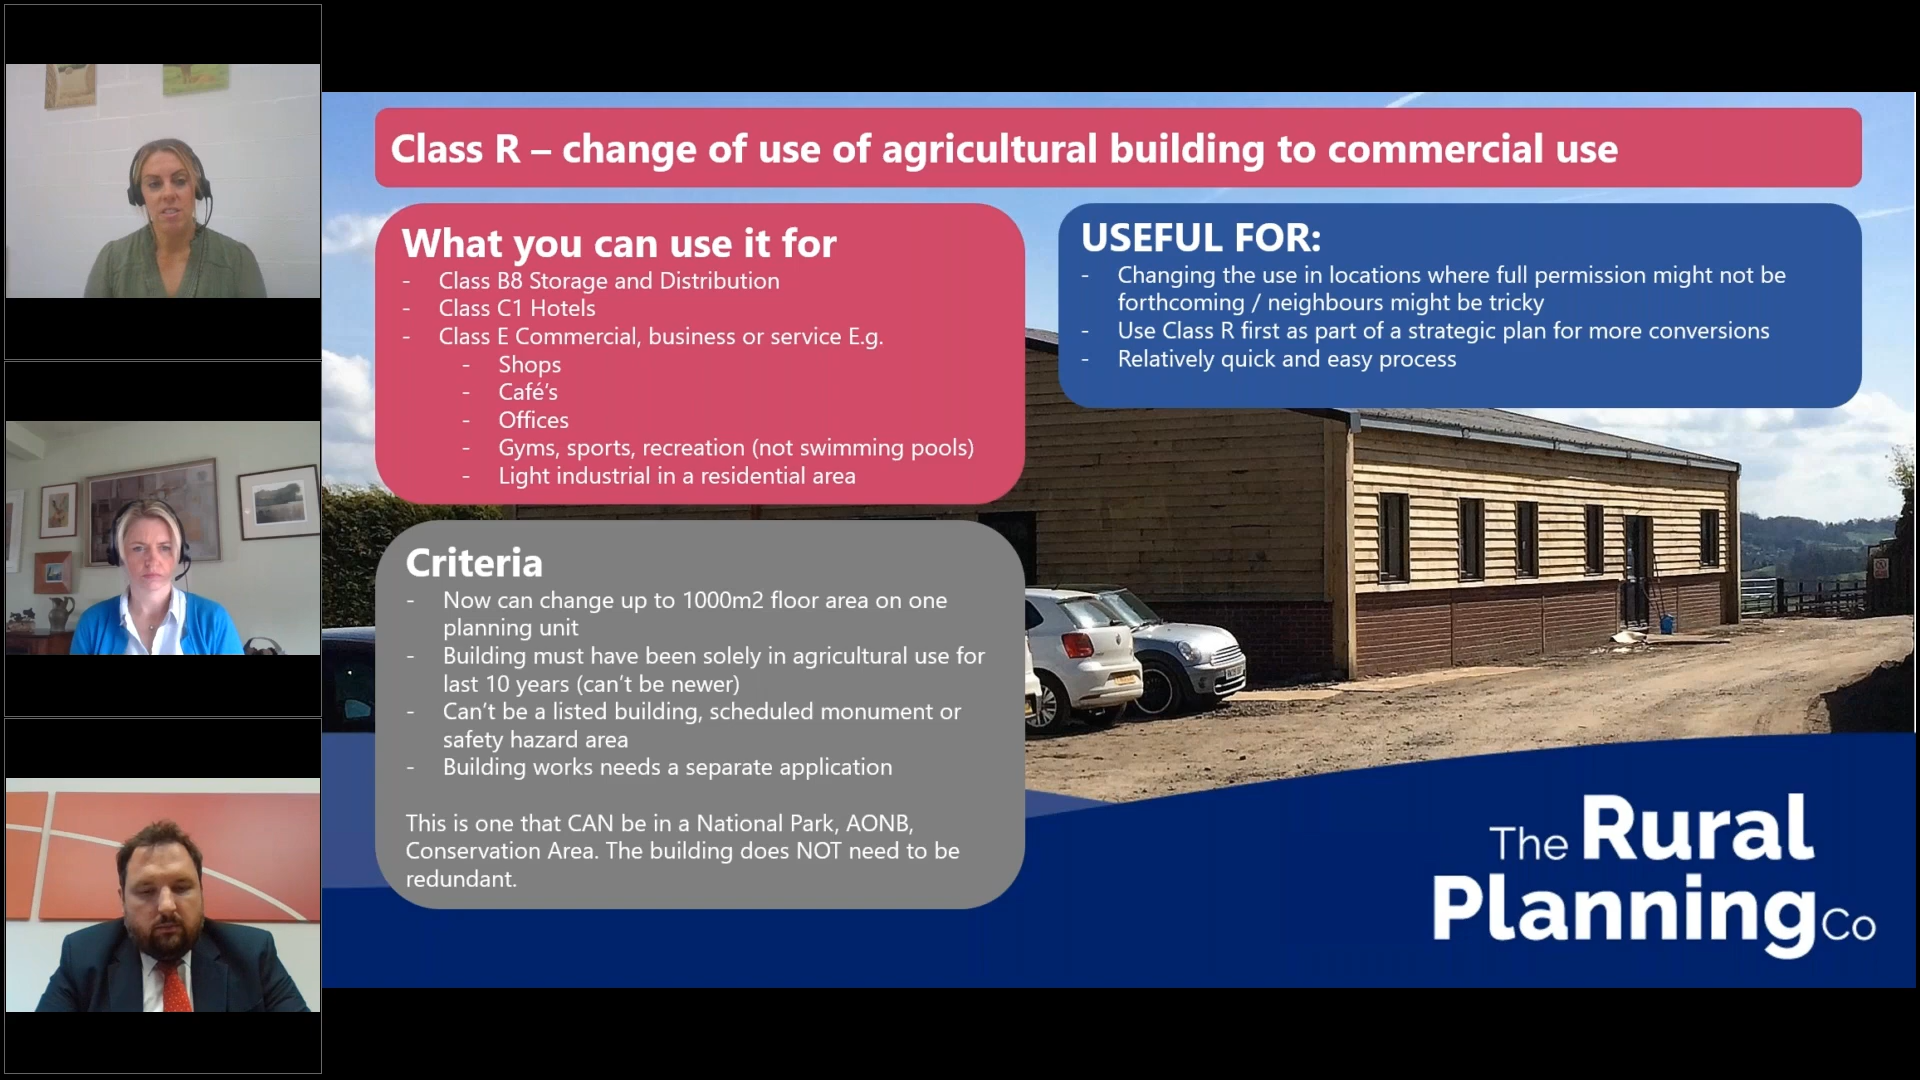 Class R – change of use of agricultural building to commercial use
What you can use it for
- Class B8 Storage and Distribution
- Class C1 Hotels
- Class E Commercial, business or service E.g.
- Shops
- Café's
- Offices
- Gyms, sports, recreation (not swimming pools)
- Light industrial in a residential area
USEFUL FOR:
- Changing the use in locations where full permission might not be
forthcoming / neighbours might be tricky
- Use Class R first as part of a strategic plan for more conversions
- Relatively quick and easy process
Criteria
- Now can change up to 1000m2 floor area on one
planning unit
- Building must have been solely in agricultural use for
last 10 years (can't be newer)
- Can't be a listed building, scheduled monument or
safety hazard area
- Building works needs a separate application
This is one that CAN be in a National Park, AONB,
Conservation Area. The building does NOT need to be
redundant.
The Rural
Planning Co